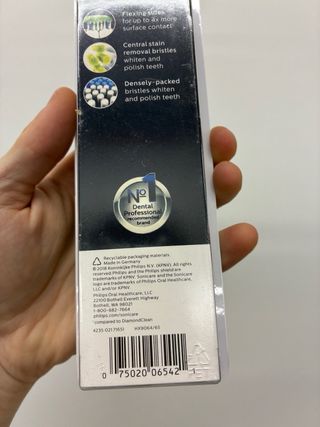 Flexing sides
for up to 4x more
surface contact*
Central stain
removal bristles
whiten and
polish teeth
Densely-packed
bristles whiten
and polish teeth
No 1
Dental
Professional
recommended
brand
Recyclable packaging materials.
Made in Germany
©2018 Koninklijke Philips N.V. (KPNV). All rights
reserved Philips and the Philips shield are
trademarks of KPNV. Sonicare and the Sonicare
logo are trademarks of Philips Oral Healthcare,
LLC and/or KPNV
Philips Oral Healthcare, LLC
22100 Bothell Everett Highway
Bothell, WA 98021
1-800-682-7664
philips.com/sonicare
*compared to DiamondClean
HX9064/65
0 75020 06542 1